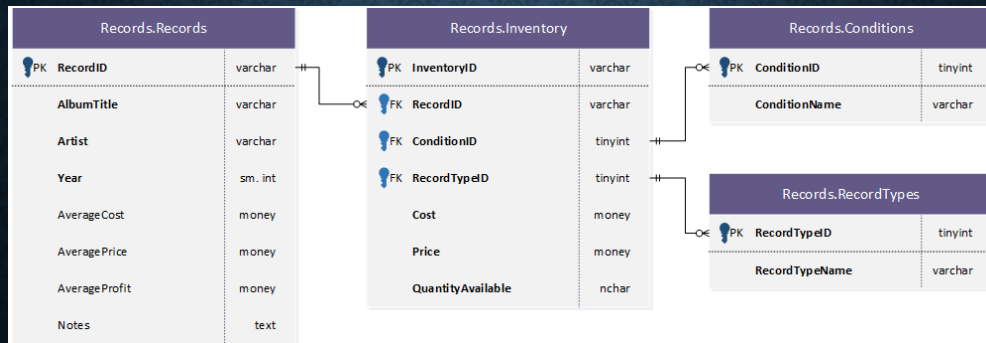 Records.Records
PK RecordID varchar
AlbumTitle varchar
Artist varchar
Year sm. int
AverageCost money
AveragePrice money
AverageProfit money
Notes text
Records.Inventory
PK InventoryID varchar
FK RecordID varchar
FK ConditionID tinyint
FK RecordTypeID tinyint
Cost money
Price money
QuantityAvailable nchar
Records.Conditions
PK ConditionID tinyint
ConditionName varchar
Records.RecordTypes
PK RecordTypeID tinyint
RecordTypeName varchar